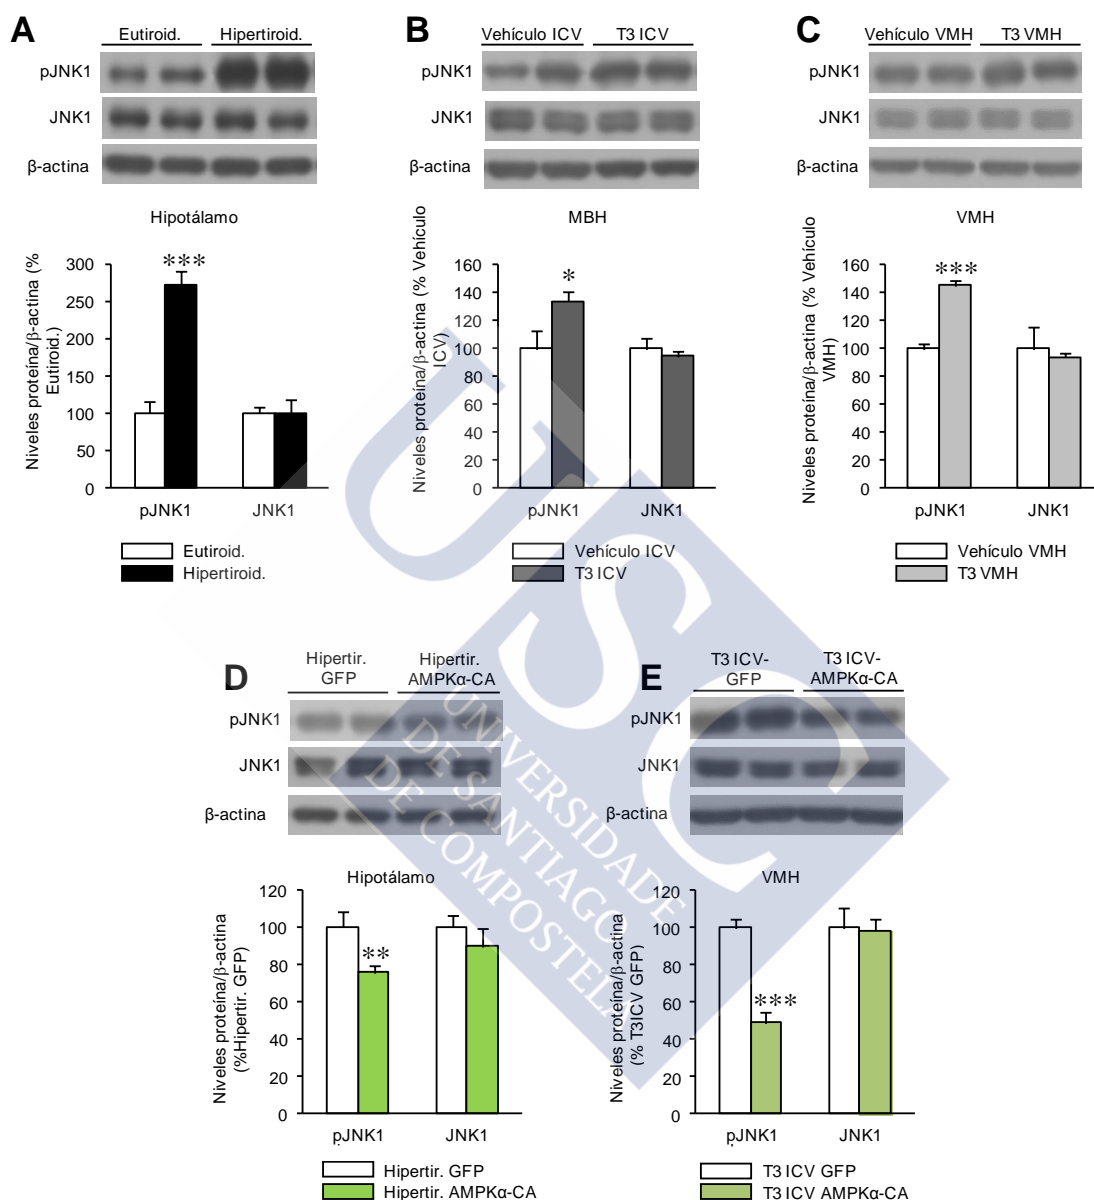 A
Eutiroid. Hipertiroid.
pJNK1
JNK1
β-actina
Hipotálamo
Niveles proteína/β-actina (%
Eutiroid.)
300
250
200
150
100
50
0
***
pJNK1 JNK1
Eutiroid.
Hipertiroid.
B
Vehículo ICV T3 ICV
pJNK1
JNK1
β-actina
MBH
Niveles proteína/β-actina (% Vehículo
ICV)
160
140
120
100
80
60
40
20
0
*
pJNK1 JNK1
Vehículo ICV
T3 ICV
C
Vehículo VMH T3 VMH
pJNK1
JNK1
β-actina
VMH
Niveles proteína/β-actina (% Vehículo
VMH)
160
140
120
100
80
60
40
20
0
***
pJNK1 JNK1
Vehículo VMH
T3 VMH
D
Hipertir. Hipertir.
GFP AMPKα-CA
pJNK1
JNK1
β-actina
Hipotálamo
Niveles proteína/β-actina
(%Hipertir. GFP)
120
100
80
60
40
20
0
**
pJNK1 JNK1
Hipertir. GFP
Hipertir. AMPKα-CA
E
T3 ICV- T3 ICV-
GFP AMPKα-CA
pJNK1
JNK1
β-actina
VMH
Niveles proteína/β-actina
(% T3ICV GFP)
120
100
80
60
40
20
0
***
pJNK1 JNK1
T3 ICV GFP
T3 ICV AMPKα-CA
USC
UNIVERSIDADE
DE SANTIAGO
DE COMPOSTELA